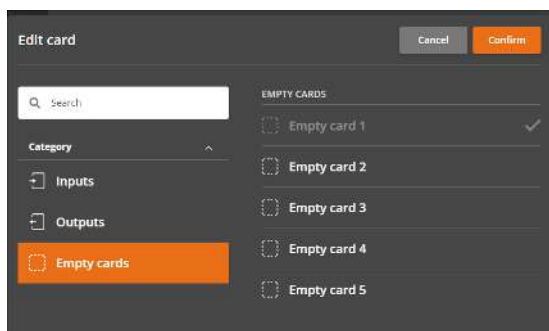 Edit card
Cancel
Confirm
Search
Category
Inputs
Outputs
Empty cards
EMPTY CARDS
Empty card 1
Empty card 2
Empty card 3
Empty card 4
Empty card 5